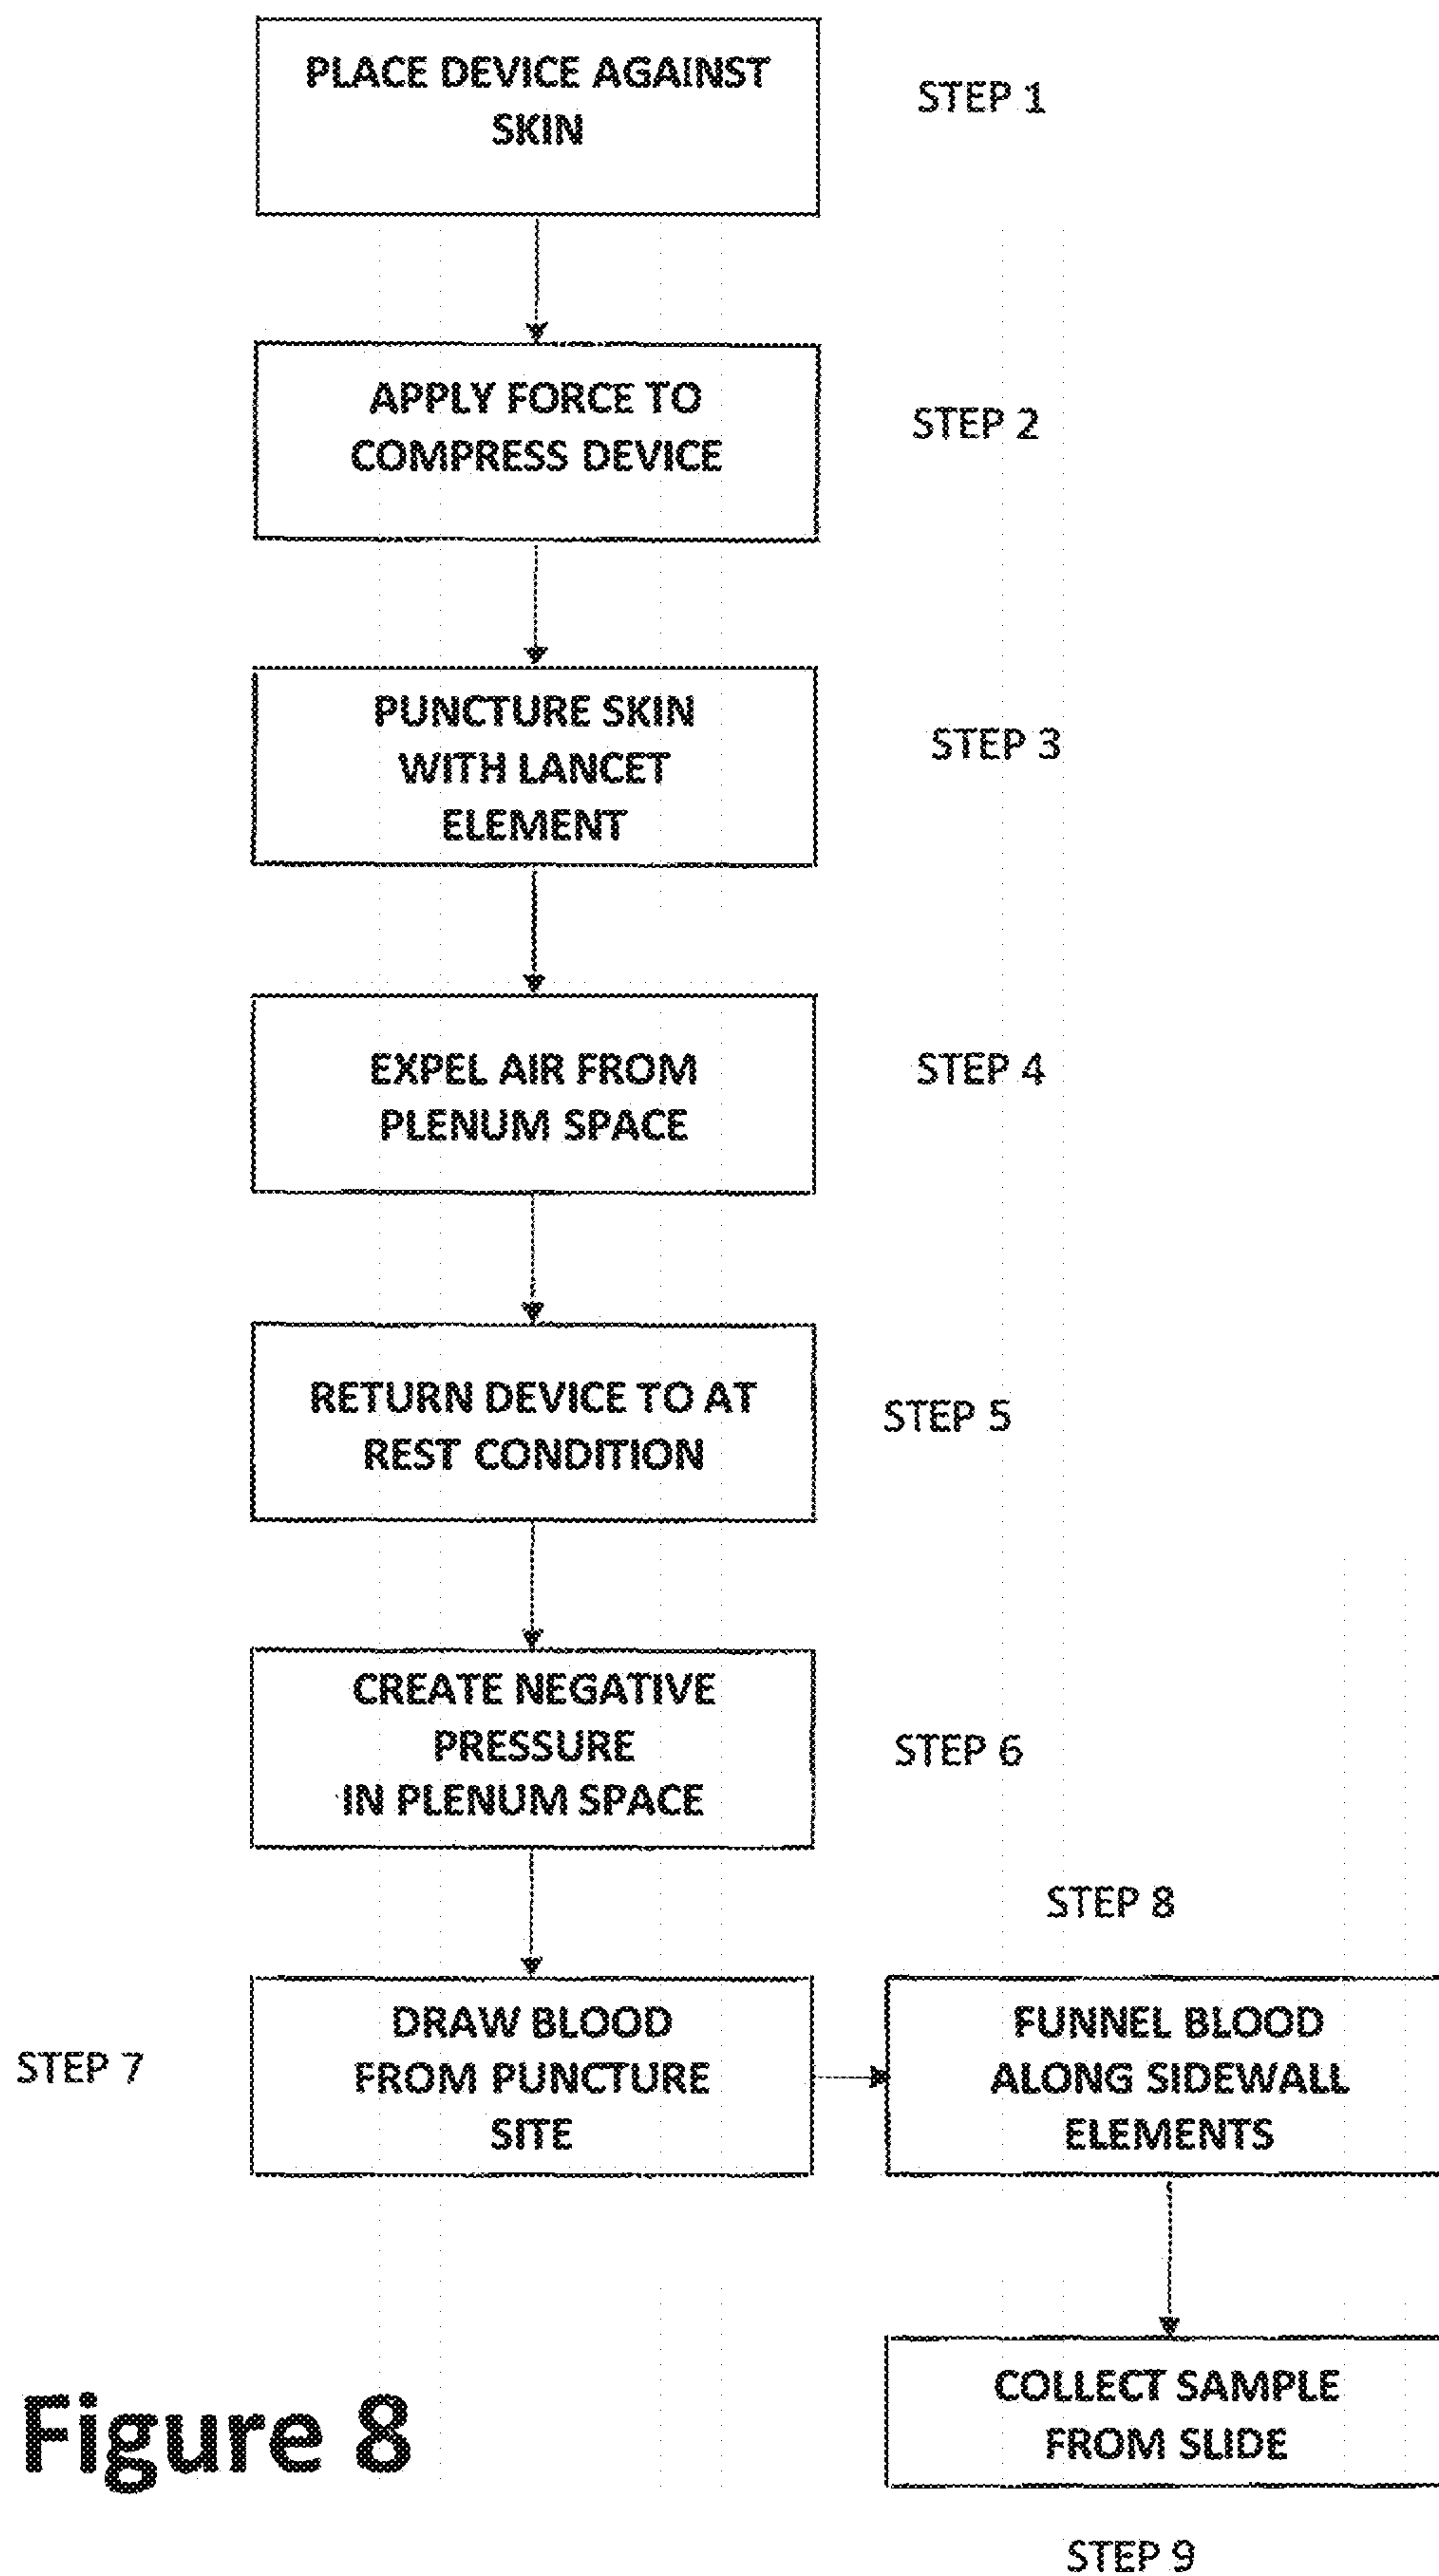 PLACE DEVICE AGAINST
SKIN
STEP 1
APPLY FORCE TO
COMPRESS DEVICE
STEP 2
PUNCTURE SKIN
WITH LANCET
ELEMENT
STEP 3
EXPEL AIR FROM
PLENUM SPACE
STEP 4
RETURN DEVICE TO AT
REST CONDITION
STEP 5
CREATE NEGATIVE
PRESSURE
IN PLENUM SPACE
STEP 6
STEP 7
DRAW BLOOD
FROM PUNCTURE
SITE
STEP 8
FUNNEL BLOOD
ALONG SIDEWALL
ELEMENTS
COLLECT SAMPLE
FROM SLIDE
STEP 9
Figure 8